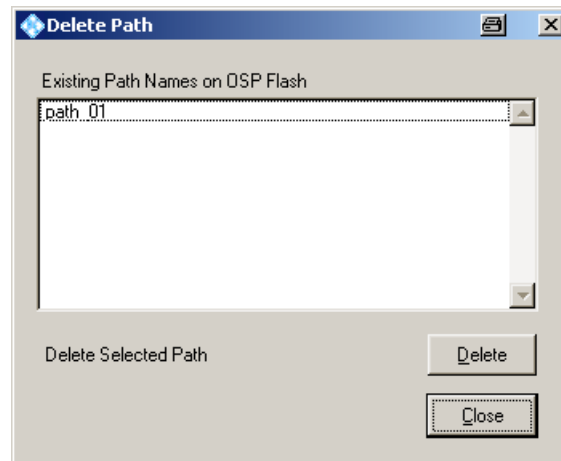 Delete Path
Existing Path Names on OSP Flash
path_01
Delete Selected Path
Delete
Close